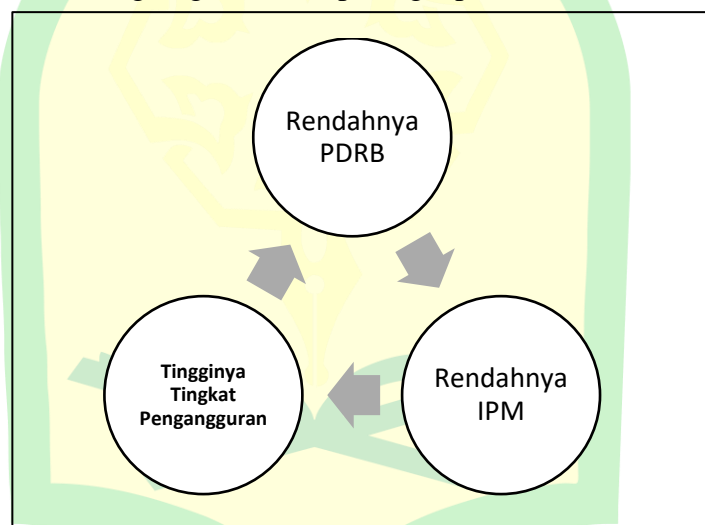 Rendahnya
PDRB
Rendahnya
IPM
Tingginya
Tingkat
Pengangguran